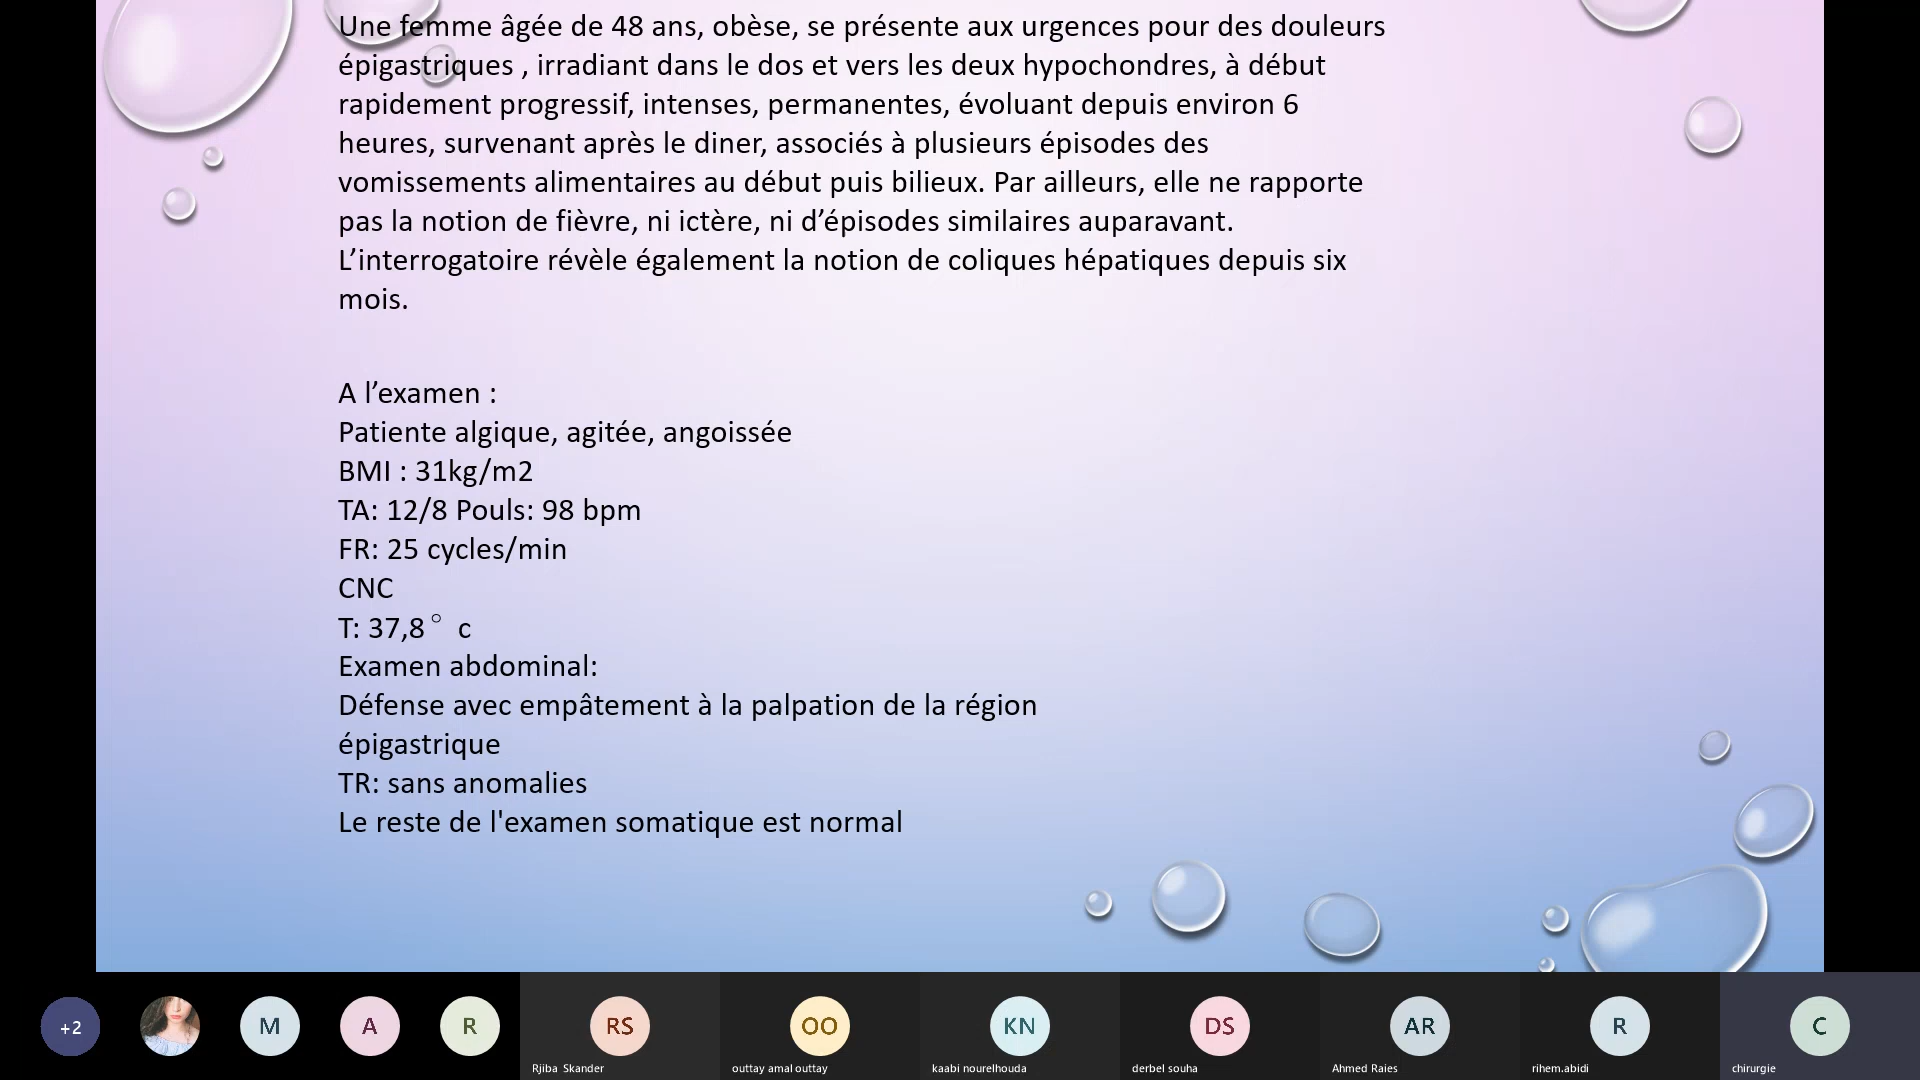 Une femme âgée de 48 ans, obèse, se présente aux urgences pour des douleurs
épigastriques , irradiant dans le dos et vers les deux hypochondres, à début
rapidement progressif, intenses, permanentes, évoluant depuis environ 6
heures, survenant après le diner, associés à plusieurs épisodes des
vomissements alimentaires au début puis bilieux. Par ailleurs, elle ne rapporte
pas la notion de fièvre, ni ictère, ni d’épisodes similaires auparavant.
L’interrogatoire révèle également la notion de coliques hépatiques depuis six
mois.
A l’examen :
Patiente algique, agitée, angoissée
BMI : 31kg/m2
TA: 12/8 Pouls: 98 bpm
FR: 25 cycles/min
CNC
T: 37,8° c
Examen abdominal:
Défense avec empâtement à la palpation de la région
épigastrique
TR: sans anomalies
Le reste de l'examen somatique est normal
+2 M A R RS OO KN DS AR R C
Rjiba Skander outtay amal outtay kaabi nourelhouda derbel souha Ahmed Raies rihem.abidi chirurgie